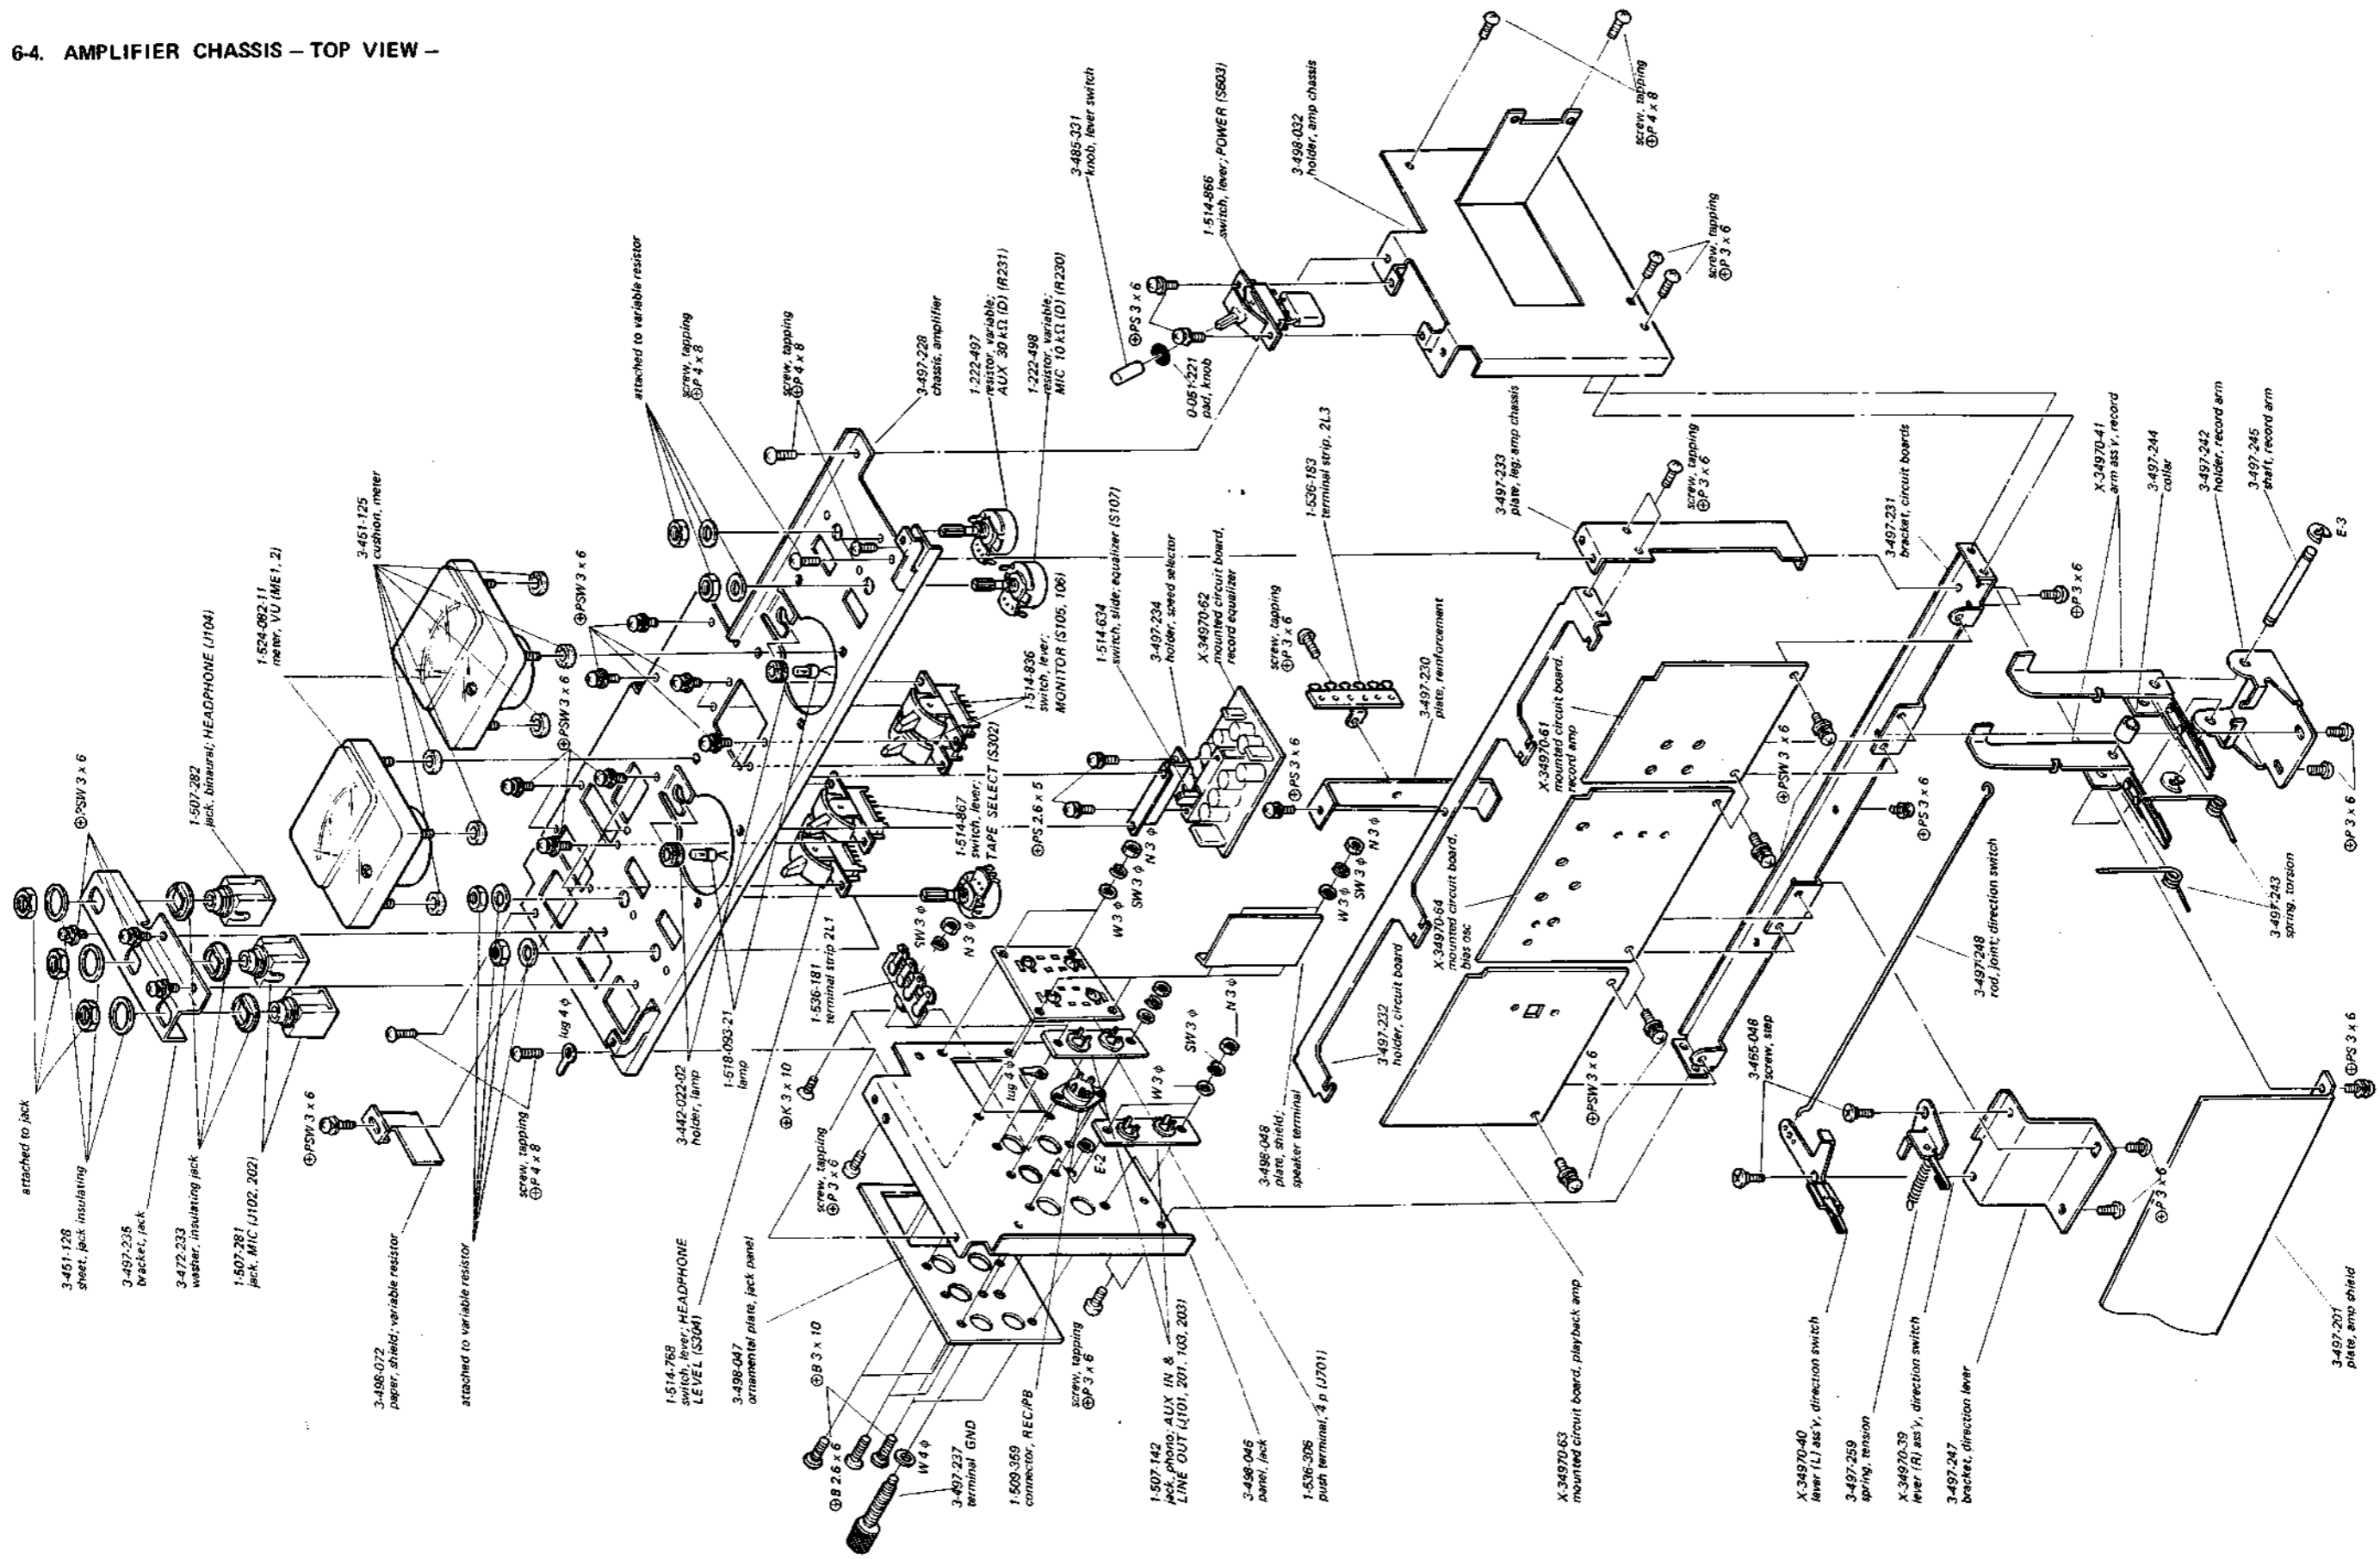 6-4. AMPLIFIER CHASSIS – TOP VIEW –
attached to jack
3-451-128
sheet, jack insulating
3-497-235
bracket, jack
3-472-233
washer, insulating jack
1-507-281
jack, MIC (J102, 202)
⊕PSW 3 x 6
3-498-072
paper, shield; variable resistor
attached to variable resistor
screw, tapping
⊕P 4 x 8
lug 4 φ
⊕PSW 3 x 6
1-507-282
jack, binaural; HEADPHONE (J104)
1-524-082-11
meter, VU (ME1, 2)
3-451-125
cushion, meter
⊕PSW 3 x 6
⊕PSW 3 x 6
attached to variable resistor
screw, tapping
⊕P 4 x 8
screw, tapping
⊕P 4 x 8
3-497-228
chassis, amplifier
1-222-497
resistor, variable;
AUX 30 kΩ (D) (R231)
1-222-498
resistor, variable;
MIC 10 kΩ (D) (R230)
3-485-331
knob, lever switch
⊕PS 3 x 6
0-051-221
pad, knob
1-514-866
switch, lever; POWER (S603)
3-498-032
holder, amp chassis
screw, tapping
⊕P 4 x 8
screw, tapping
⊕P 3 x 6
1-514-768
switch, lever; HEADPHONE
LEVEL (S304)
3-442-022-02
holder, lamp
1-518-093-21
lamp
⊕K 3 x 10
1-536-181
terminal strip 2L1
SW 3 φ
N 3 φ
1-514-867
switch, lever;
TAPE SELECT (S302)
1-514-836
switch, lever;
MONITOR (S105, 106)
⊕PS 2.6 x 5
1-514-634
switch, slide; equalizer (S107)
3-497-234
holder, speed selector
X-34970-62
mounted circuit board,
record equalizer
W 3 φ
SW 3 φ
N 3 φ
screw, tapping
⊕P 3 x 6
1-536-183
terminal strip, 2L3
⊕PS 3 x 6
3-497-230
plate, reinforcement
3-497-233
plate, leg; amp chassis
screw, tapping
⊕P 3 x 6
3-498-047
ornamental plate, jack panel
screw, tapping
⊕P 3 x 6
lug 4 φ
E-2
W 3 φ
SW 3 φ
N 3 φ
W 3 φ
SW 3 φ
N 3 φ
3-498-048
plate, shield;
speaker terminal
3-497-232
holder, circuit board
X-34970-64
mounted circuit board,
bias osc
X-34970-61
mounted circuit board,
record amp
⊕PSW 3 x 6
⊕PSW 3 x 6
3-497-231
bracket, circuit boards
⊕P 3 x 6
⊕PS 3 x 6
⊕B 3 x 10
⊕B 2.6 x 6
W 4 φ
3-497-237
terminal GND
1-509-359
connector, REC/PB
screw, tapping
⊕P 3 x 6
1-507-142
jack, phono; AUX IN &
LINE OUT (J101, 201, 103, 203)
3-498-046
panel, jack
1-536-306
push terminal, 4 p (J701)
X-34970-63
mounted circuit board, playback amp
X-34970-41
arm ass'y, record
3-497-244
collar
3-497-242
holder, record arm
3-497-245
shaft, record arm
E-3
⊕P 3 x 6
3-497-243
spring, torsion
3-497-248
rod, joint; direction switch
3-465-048
screw, step
X-34970-40
lever (L) ass'y, direction switch
3-497-259
spring, tension
X-34970-39
lever (R) ass'y, direction switch
3-497-247
bracket, direction lever
⊕P 3 x 6
⊕PS 3 x 6
3-497-201
plate, amp shield